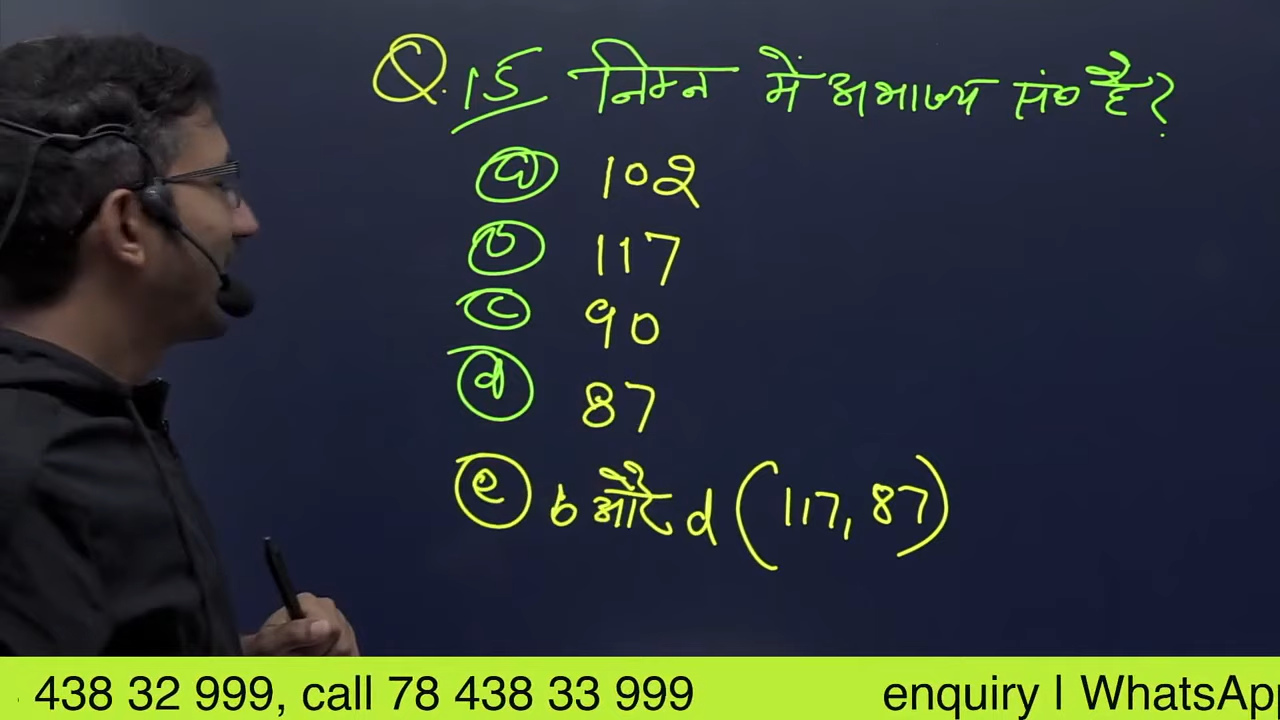 Q.15 निम्न में अभाज्य सं० है?
(a) 102
(b) 117
(c) 90
(d) 87
(e) b और d (117, 87)
438 32 999, call 78 438 33 999 enquiry | WhatsApp